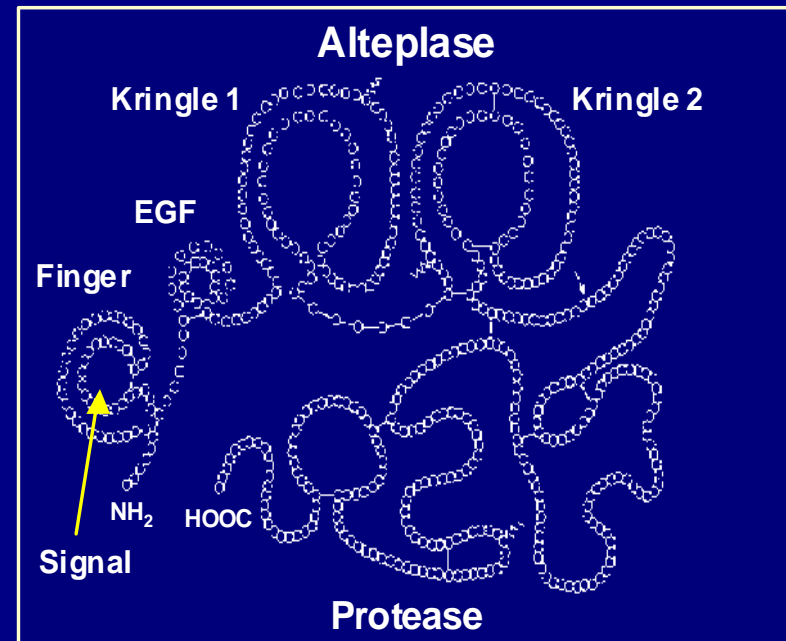 Alteplase
Kringle 1
Kringle 2
EGF
Finger
NH₂
HOOC
Signal
Protease